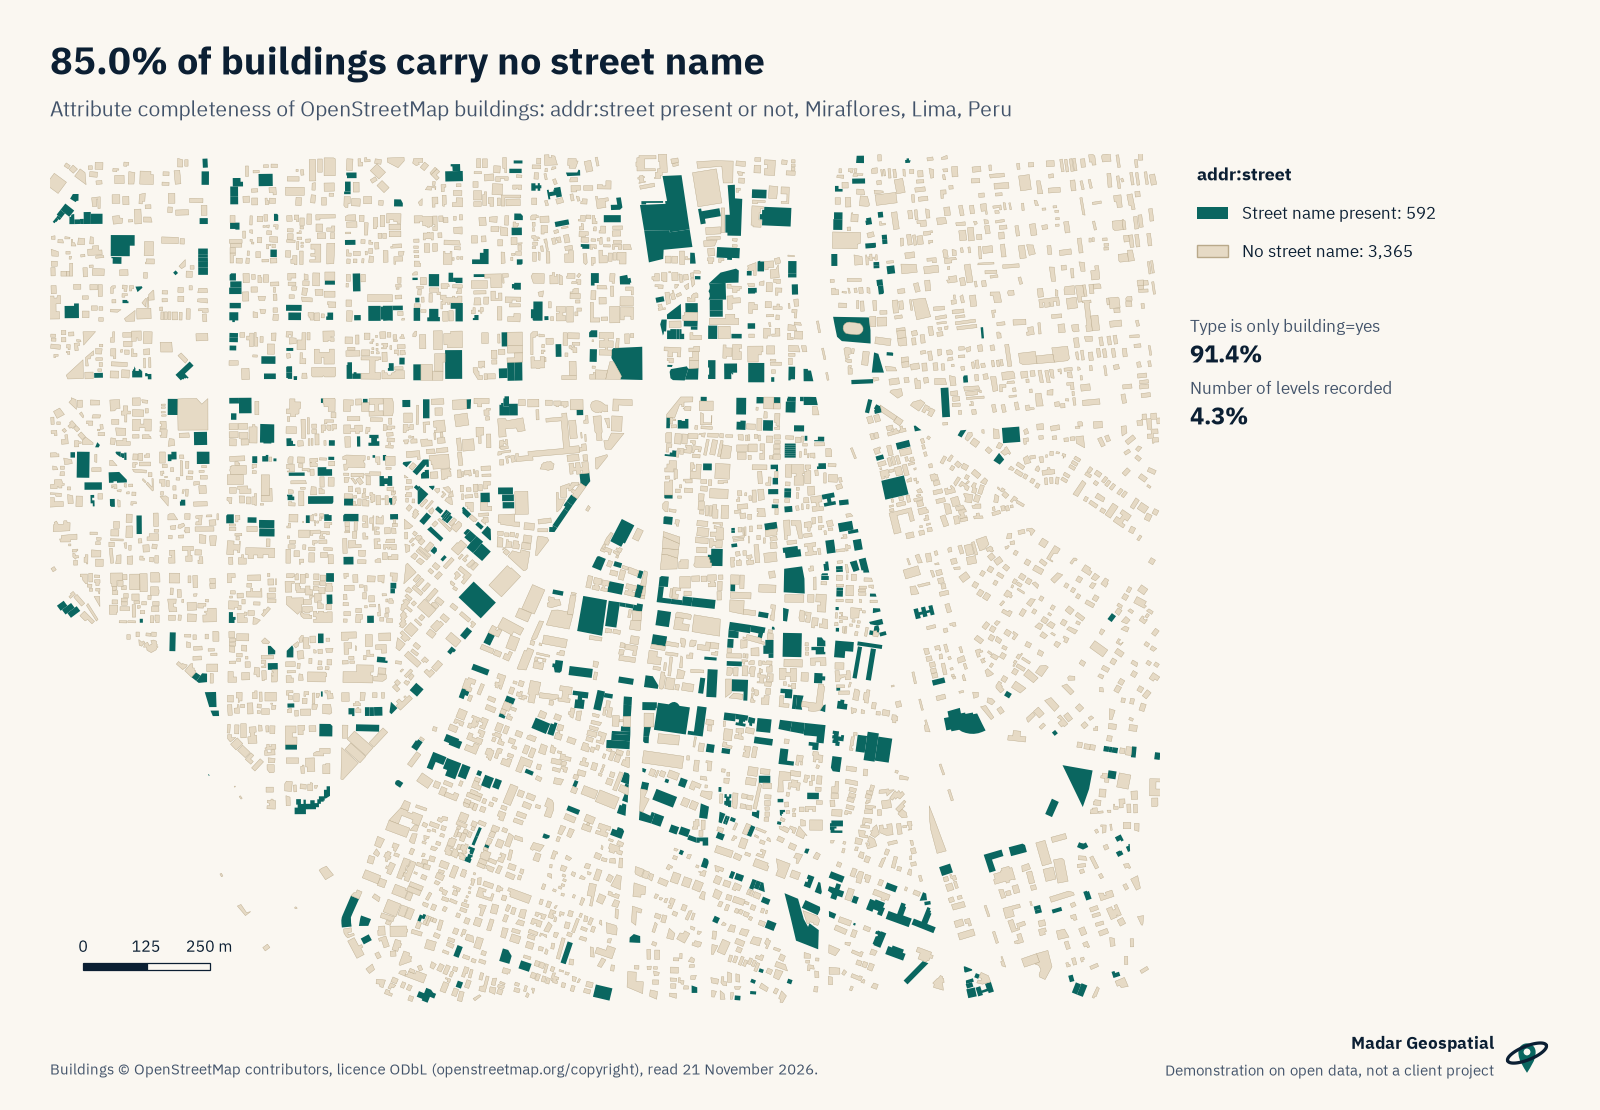 85.0% of buildings carry no street name
Attribute completeness of OpenStreetMap buildings: addr:street present or not, Miraflores, Lima, Peru
addr:street
Street name present: 592
No street name: 3,365
Type is only building=yes
91.4%
Number of levels recorded
4.3%
0 125 250 m
Madar Geospatial
Buildings © OpenStreetMap contributors, licence ODbL (openstreetmap.org/copyright), read 21 November 2026.
Demonstration on open data, not a client project